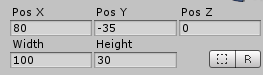 Pos X Pos Y Pos Z
80 -35 0
Width Height
100 30 R